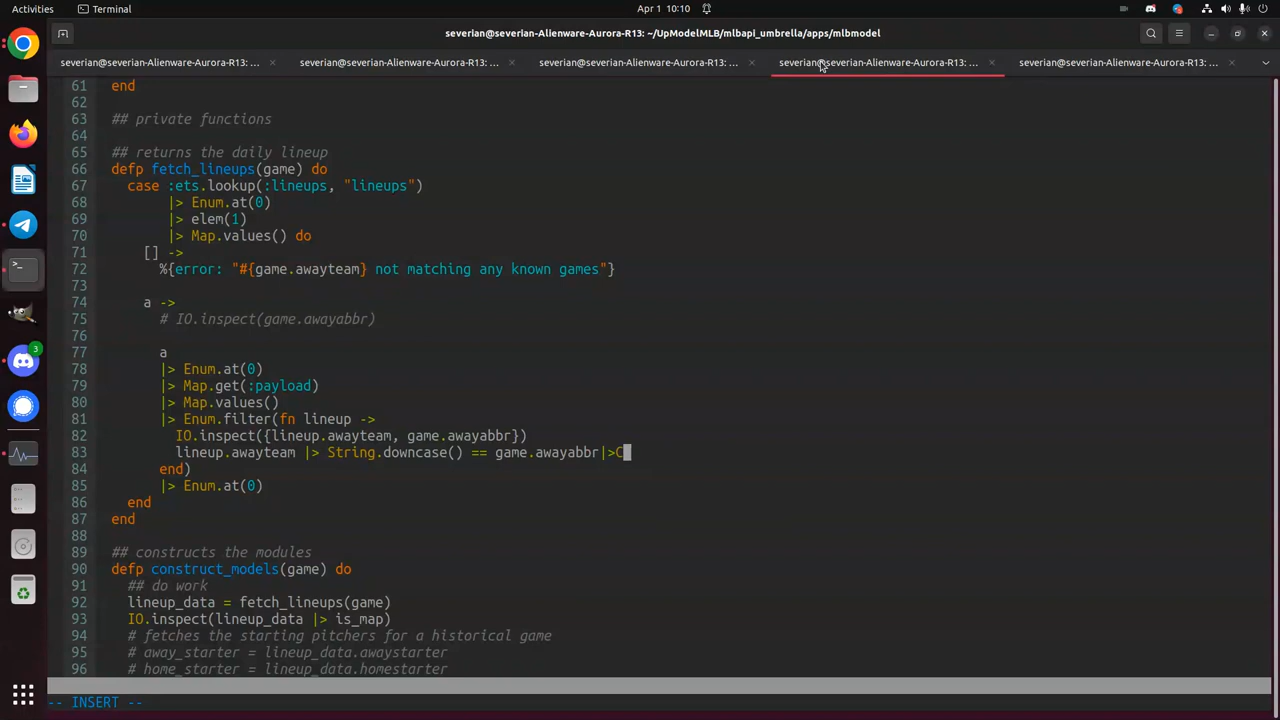 Activities
Terminal
Apr 1 10:10
severian@severian-Alienware-Aurora-R13: ~/UpModelMLB/mlbapi_umbrella/apps/mlbmodel
severian@severian-Alienware-Aurora-R13: ...
severian@severian-Alienware-Aurora-R13: ...
severian@severian-Alienware-Aurora-R13: ...
severian@severian-Alienware-Aurora-R13: ...
severian@severian-Alienware-Aurora-R13: ...
61 end
62
63 ## private functions
64
65 ## returns the daily lineup
66 defp fetch_lineups(game) do
67 case :ets.lookup(:lineups, "lineups")
68 |> Enum.at(0)
69 |> elem(1)
70 |> Map.values() do
71 [] ->
72 %{error: "#{game.awayteam} not matching any known games"}
73
74 a ->
75 # IO.inspect(game.awayabbr)
76
77 a
78 |> Enum.at(0)
79 |> Map.get(:payload)
80 |> Map.values()
81 |> Enum.filter(fn lineup ->
82 IO.inspect({lineup.awayteam, game.awayabbr})
83 lineup.awayteam |> String.downcase() == game.awayabbr|>C
84 end)
85 |> Enum.at(0)
86 end
87 end
88
89 ## constructs the modules
90 defp construct_models(game) do
91 ## do work
92 lineup_data = fetch_lineups(game)
93 IO.inspect(lineup_data |> is_map)
94 # fetches the starting pitchers for a historical game
95 # away_starter = lineup_data.awaystarter
96 # home_starter = lineup_data.homestarter
-- INSERT --
3